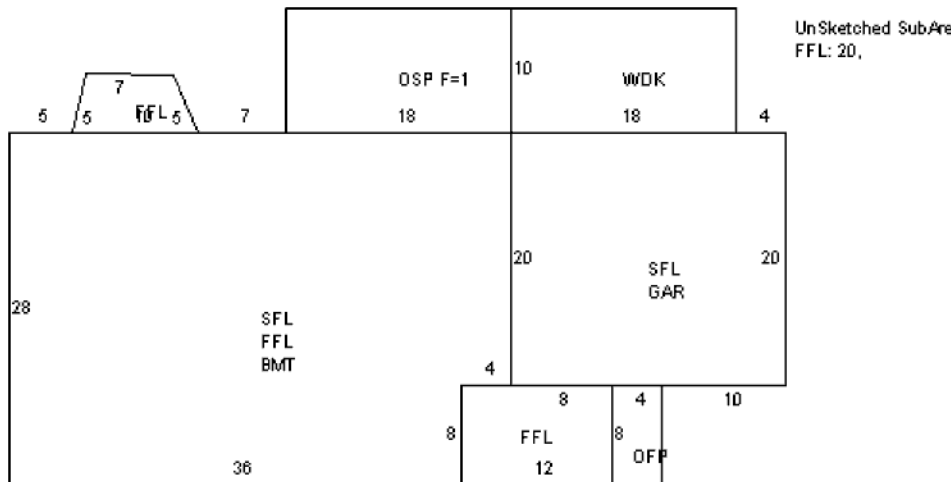 UnSketched SubAre
FFL: 20,
OSP F=1
10
WDK
7
FFL
5
5
10
5
7
18
18
4
28
20
SFL
GAR
20
SFL
FFL
BMT
4
8
4
10
8
FFL
8
OFP
36
12